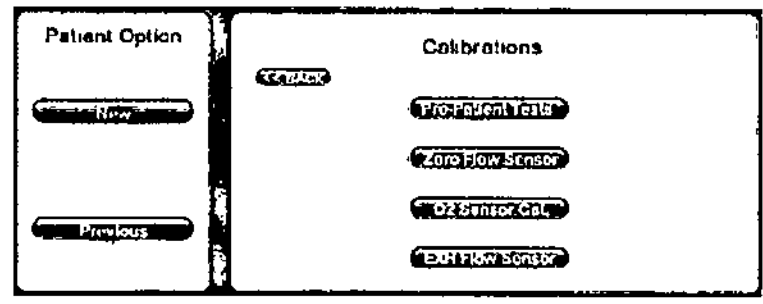 Patient Option
New
Previous
Calibrations
<< BACK
Pre-Patient Tests
Zero Flow Sensor
O2 Sensor Cal.
EXH Flow Sensor